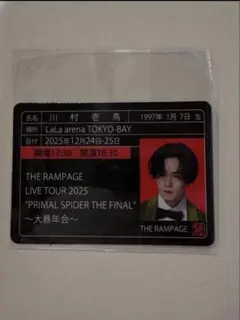 氏名 川村壱馬 1997年 1月 7日 生
場所 LaLa arena TOKYO-BAY
日付 2025年12月24日-25日
開場17:30 開演18:30
THE RAMPAGE
LIVE TOUR 2025
"PRIMAL SPIDER THE FINAL"
～大暴年会～
THE RAMPAGE